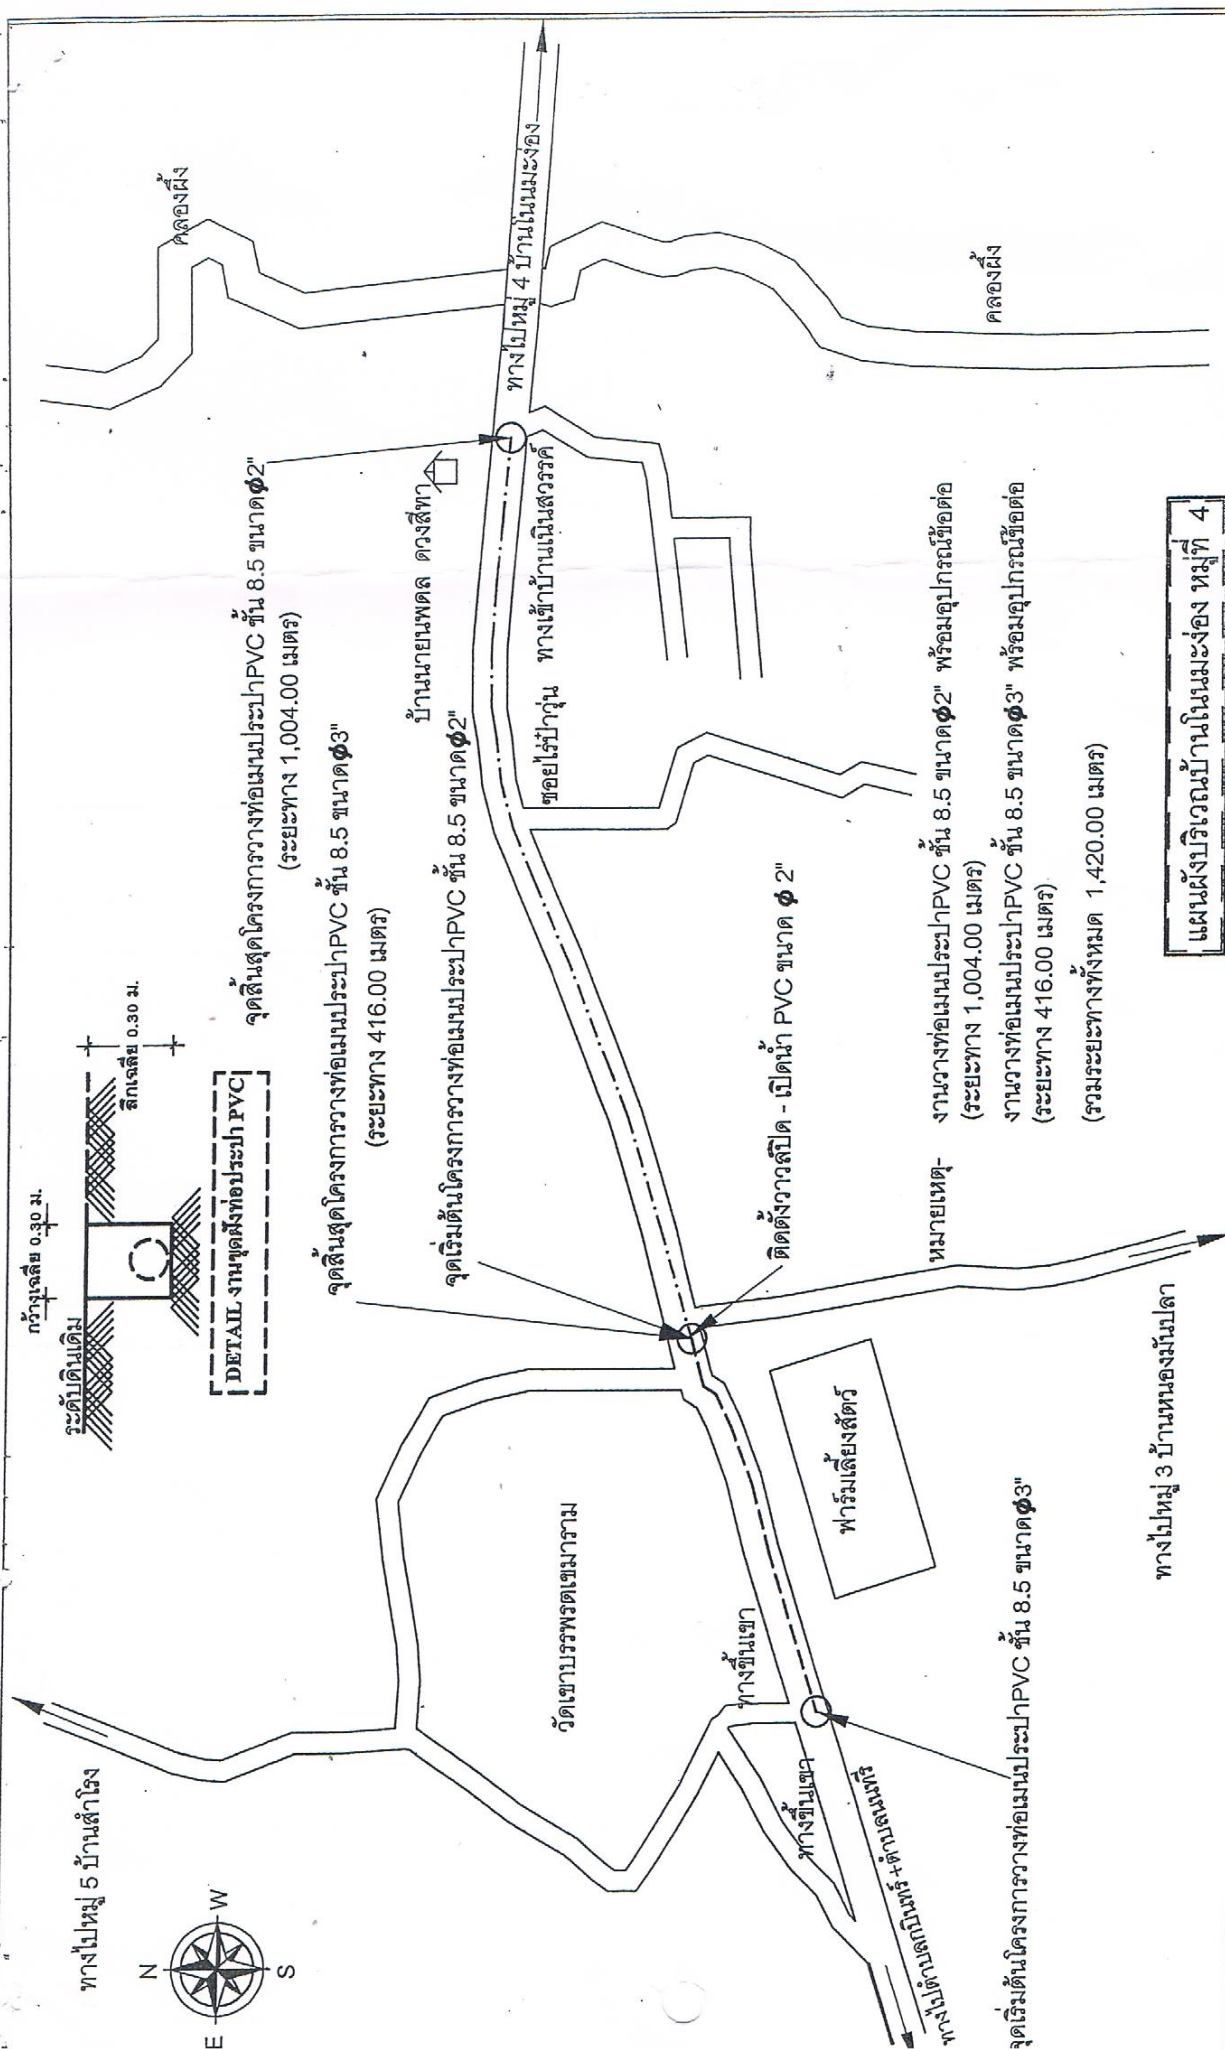 ทางไปหมู่ 5 บ้านสำโรง
N
E
W
S
ระดับดินเดิม
กว้างเฉลี่ย 0.30 ม.
ลึกเฉลี่ย 0.30 ม.
DETAIL งานขุดฝังท่อประปา PVC
จุดสิ้นสุดโครงการวางท่อเมนประปาPVC ชั้น 8.5 ขนาดφ2"
(ระยะทาง 1,004.00 เมตร)
คลองผึ้ง
จุดสิ้นสุดโครงการวางท่อเมนประปาPVC ชั้น 8.5 ขนาดφ3"
(ระยะทาง 416.00 เมตร)
บ้านนายนพดล ดวงสีทา
จุดเริ่มต้นโครงการวางท่อเมนประปาPVC ชั้น 8.5 ขนาดφ2"
ทางไปหมู่ 4 บ้านโนนมะง่อง
วัดเขาบรรพรตเขมาราม
ซอยไร่ป้าวุ่น
ทางเข้าบ้านเนินสวรรค์
ทางขึ้นเขา
ทางขึ้นเขา
ติดตั้งวาวล์ปิด - เปิดน้ำ PVC ขนาด φ 2"
ฟาร์มเลี้ยงสัตว์
ทางไปตำบลกบินทร์+ตำบลนนทรี
หมายเหตุ-
งานวางท่อเมนประปาPVC ชั้น 8.5 ขนาดφ2" พร้อมอุปกรณ์ข้อต่อ
(ระยะทาง 1,004.00 เมตร)
งานวางท่อเมนประปาPVC ชั้น 8.5 ขนาดφ3" พร้อมอุปกรณ์ข้อต่อ
(ระยะทาง 416.00 เมตร)
(รวมระยะทางทั้งหมด 1,420.00 เมตร)
คลองผึ้ง
จุดเริ่มต้นโครงการวางท่อเมนประปาPVC ชั้น 8.5 ขนาดφ3"
ทางไปหมู่ 3 บ้านหนองมันปลา
แผนผังบริเวณบ้านโนนมะง่อง หมู่ที่ 4